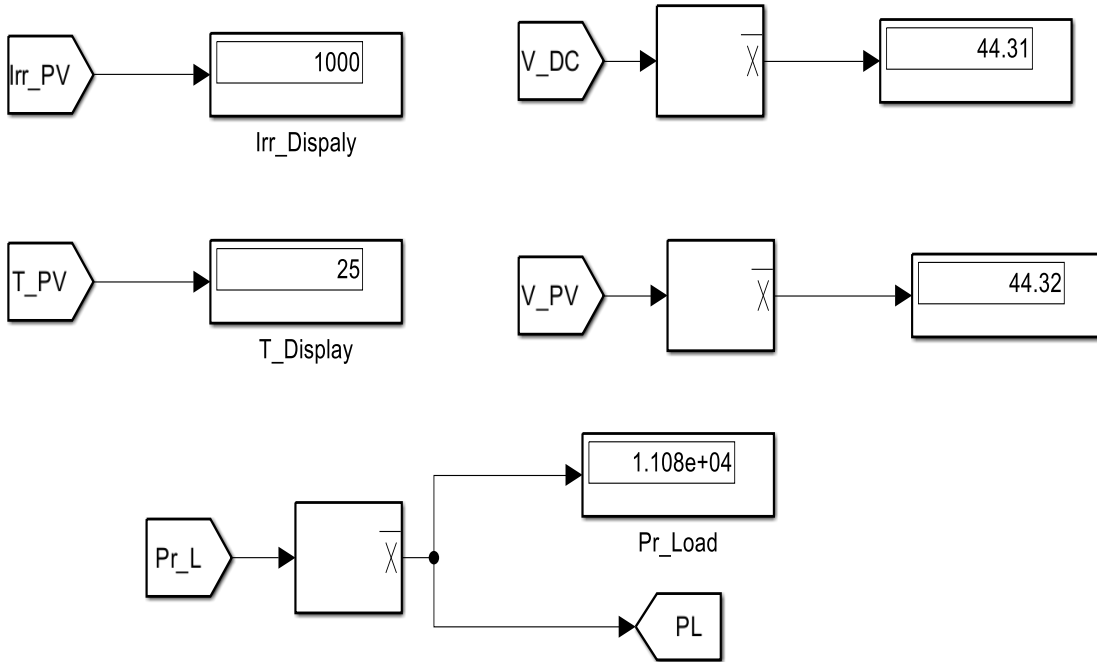 Irr_PV
1000
Irr_Dispaly
V_DC
X
44.31
T_PV
25
T_Display
V_PV
X
44.32
Pr_L
X
1.108e+04
Pr_Load
PL